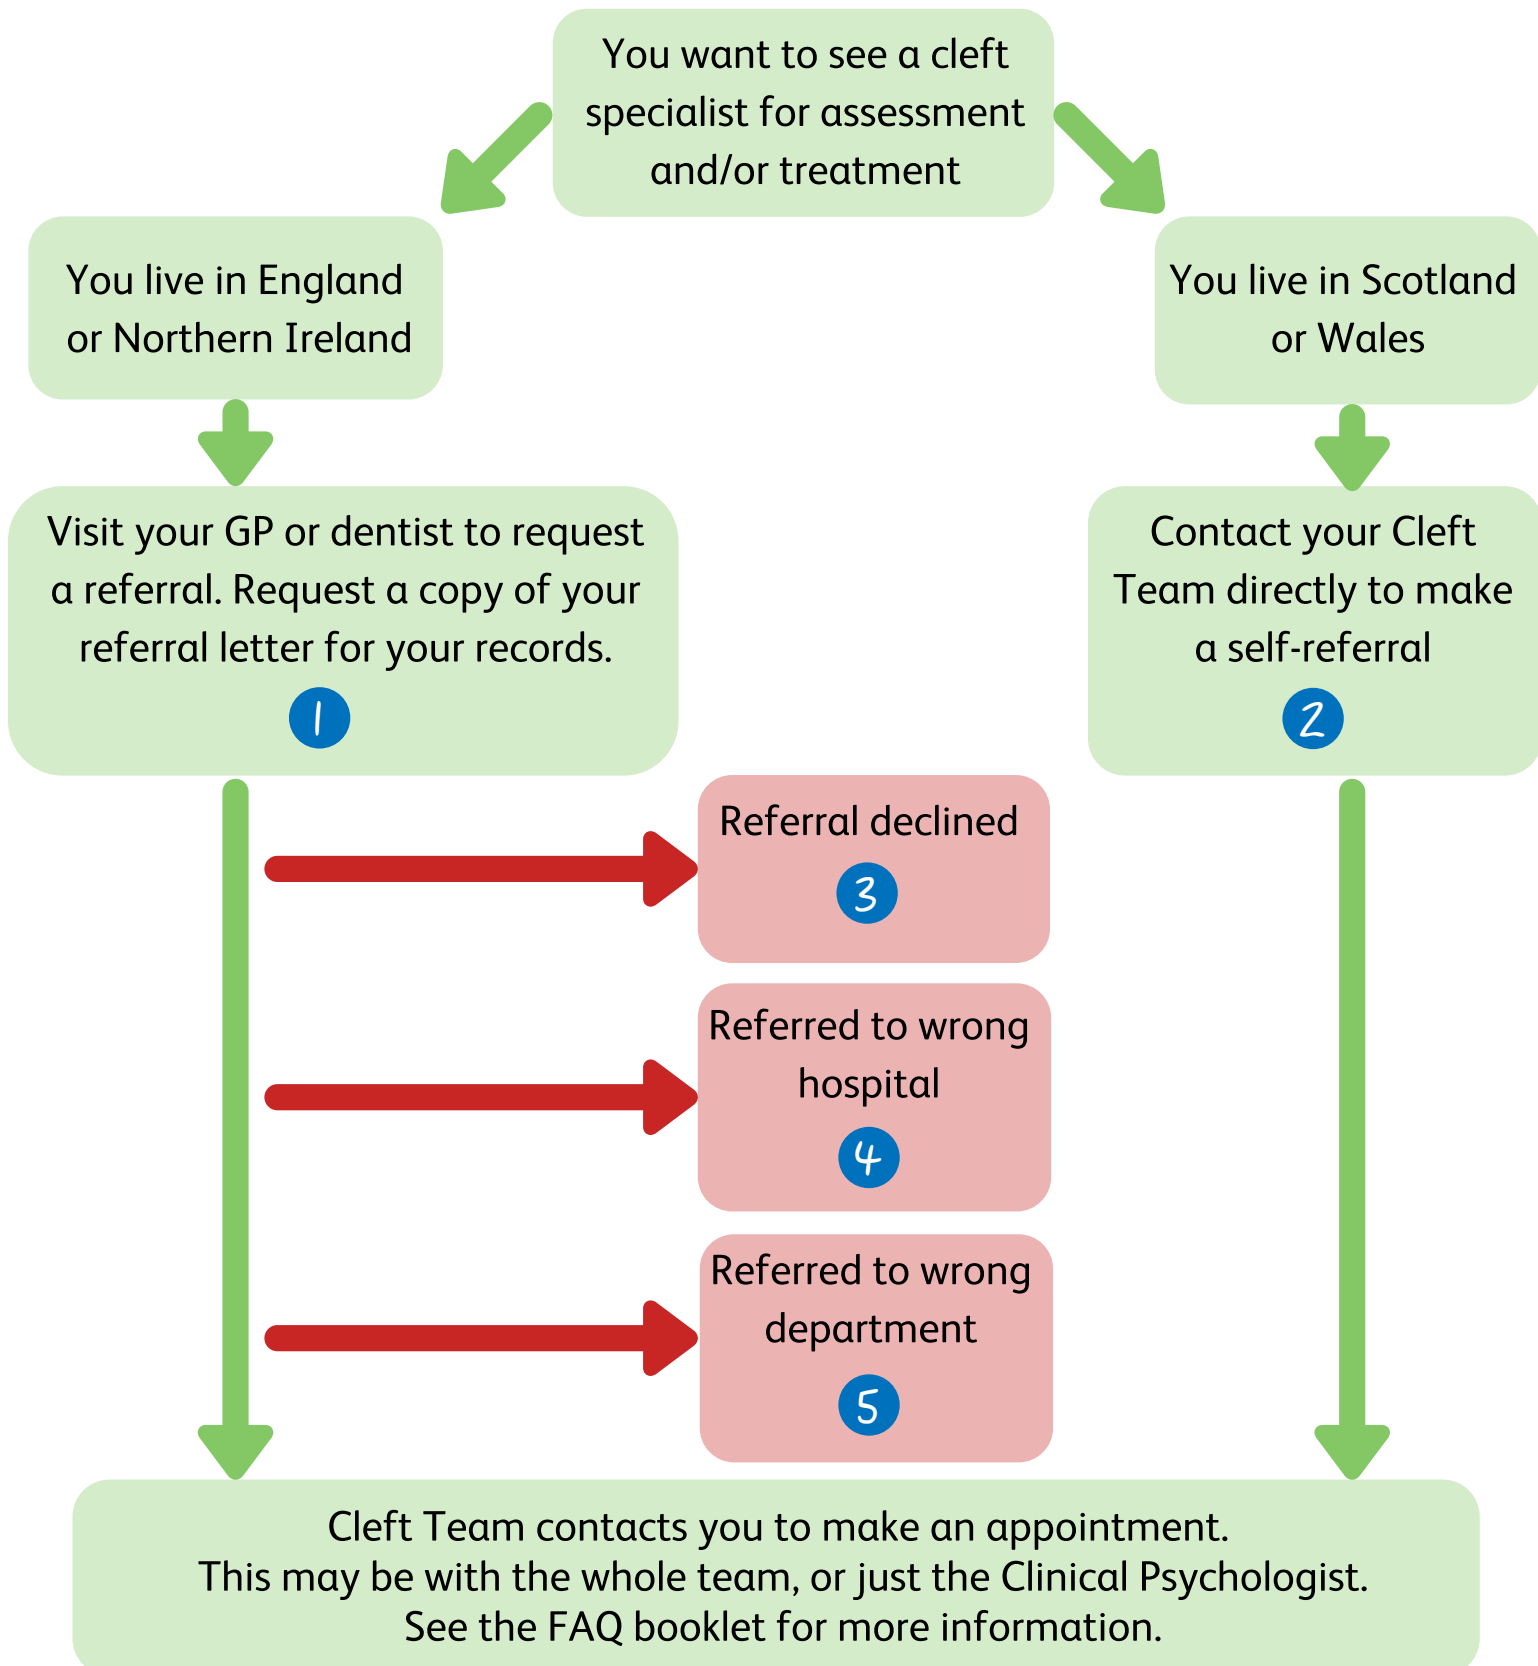 You want to see a cleft
specialist for assessment
and/or treatment
You live in England
or Northern Ireland
You live in Scotland
or Wales
Visit your GP or dentist to request
a referral. Request a copy of your
referral letter for your records.
1
Contact your Cleft
Team directly to make
a self-referral
2
Referral declined
3
Referred to wrong
hospital
4
Referred to wrong
department
5
Cleft Team contacts you to make an appointment.
This may be with the whole team, or just the Clinical Psychologist.
See the FAQ booklet for more information.